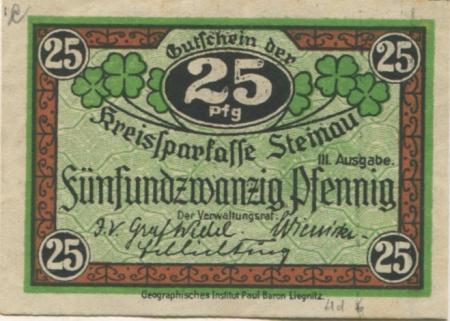 25
Gutschein der
25
25
Pfg
Kreissparkasse Steinau
III. Ausgabe.
Fünfundzwanzig Pfennig
Der Verwaltungsrat:
J.V. Graf
25
25
Geographisches Institut Paul Baron Liegnitz.